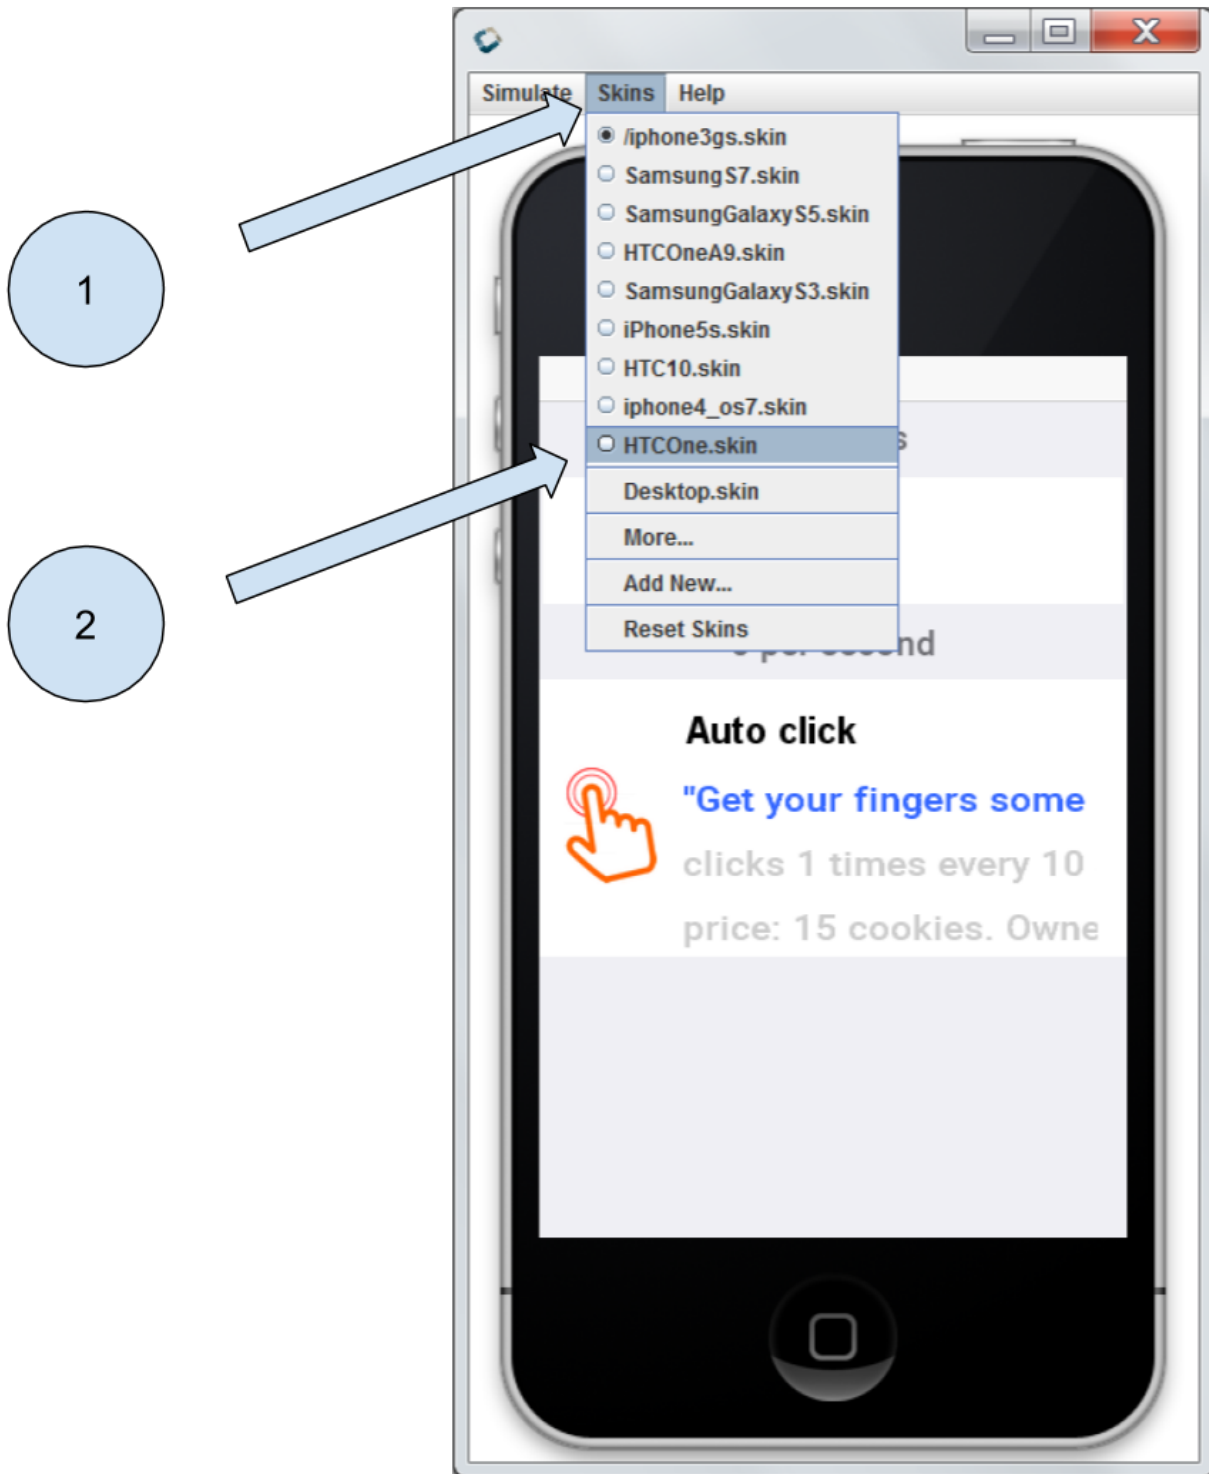 Simulate Skins Help
/iphone3gs.skin
SamsungS7.skin
SamsungGalaxyS5.skin
HTCOneA9.skin
SamsungGalaxyS3.skin
iPhone5s.skin
HTC10.skin
iphone4_os7.skin
HTCOne.skin
Desktop.skin
More...
Add New...
Reset Skins
1
2
Auto click
"Get your fingers some
clicks 1 times every 10
price: 15 cookies. Owne